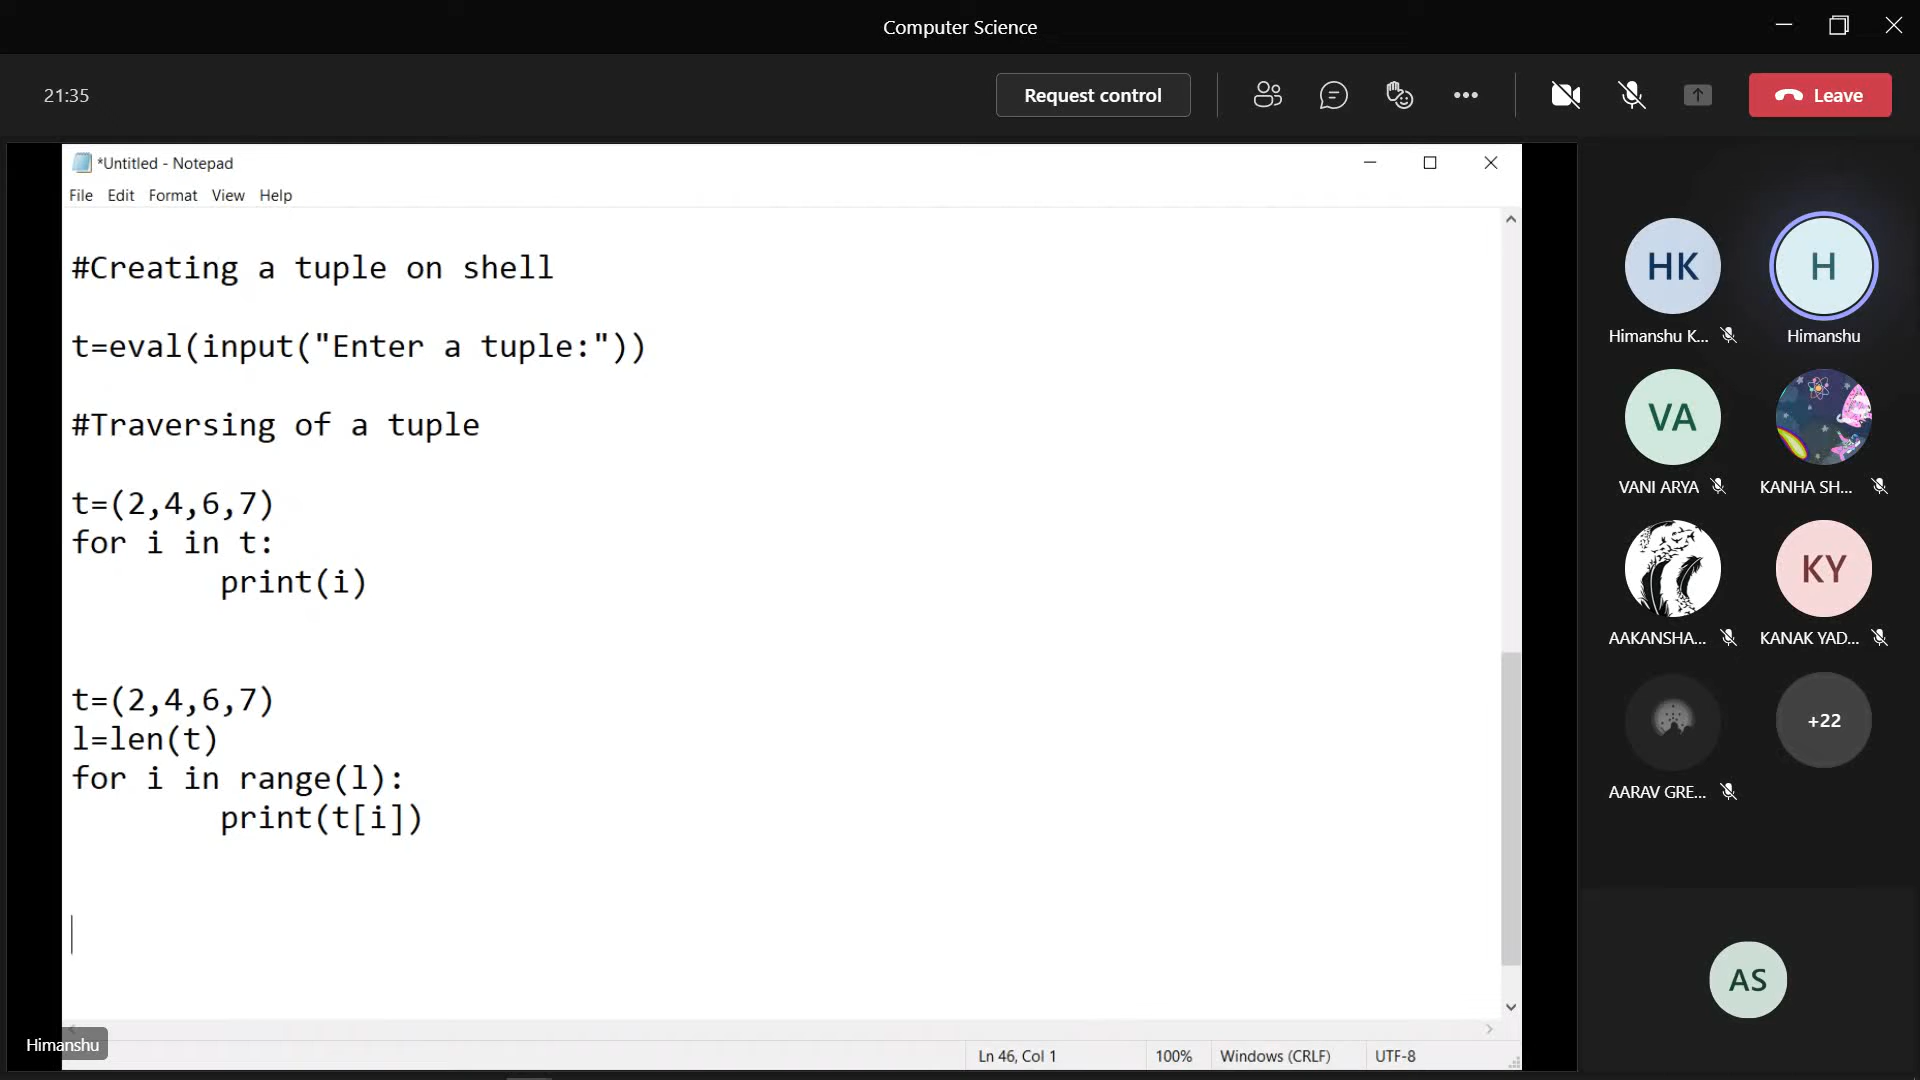 Computer Science
21:35
Request control
Leave
*Untitled - Notepad
File Edit Format View Help
#Creating a tuple on shell
t=eval(input("Enter a tuple:"))
#Traversing of a tuple
t=(2,4,6,7)
for i in t:
        print(i)
t=(2,4,6,7)
l=len(t)
for i in range(l):
        print(t[i])
Himanshu
Ln 46, Col 1
100%
Windows (CRLF)
UTF-8
HK
H
Himanshu K...
Himanshu
VA
VANI ARYA
KANHA SH...
KY
AAKANSHA...
KANAK YAD...
+22
AARAV GRE...
AS